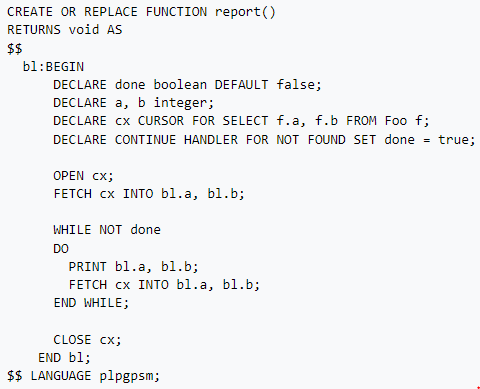 CREATE OR REPLACE FUNCTION report()
RETURNS void AS
$$
  bl:BEGIN
      DECLARE done boolean DEFAULT false;
      DECLARE a, b integer;
      DECLARE cx CURSOR FOR SELECT f.a, f.b FROM Foo f;
      DECLARE CONTINUE HANDLER FOR NOT FOUND SET done = true;

      OPEN cx;
      FETCH cx INTO bl.a, bl.b;

      WHILE NOT done
      DO
        PRINT bl.a, bl.b;
        FETCH cx INTO bl.a, bl.b;
      END WHILE;

      CLOSE cx;
    END bl;
$$ LANGUAGE plpgpsm;